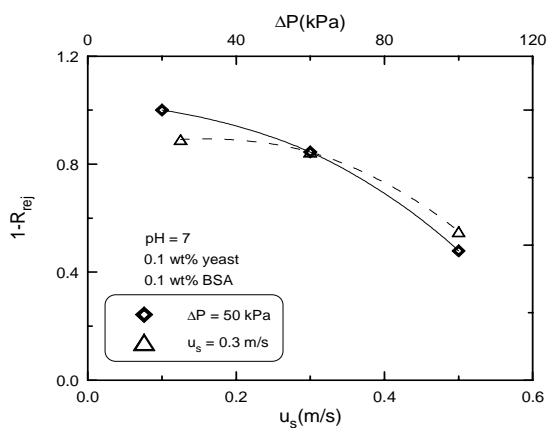 ΔP(kPa)
0 40 80 120
1.2
0.8
0.4
0.0
1-R_rej
pH = 7
0.1 wt% yeast
0.1 wt% BSA
ΔP = 50 kPa
u_s = 0.3 m/s
0.0 0.2 0.4 0.6
u_s(m/s)